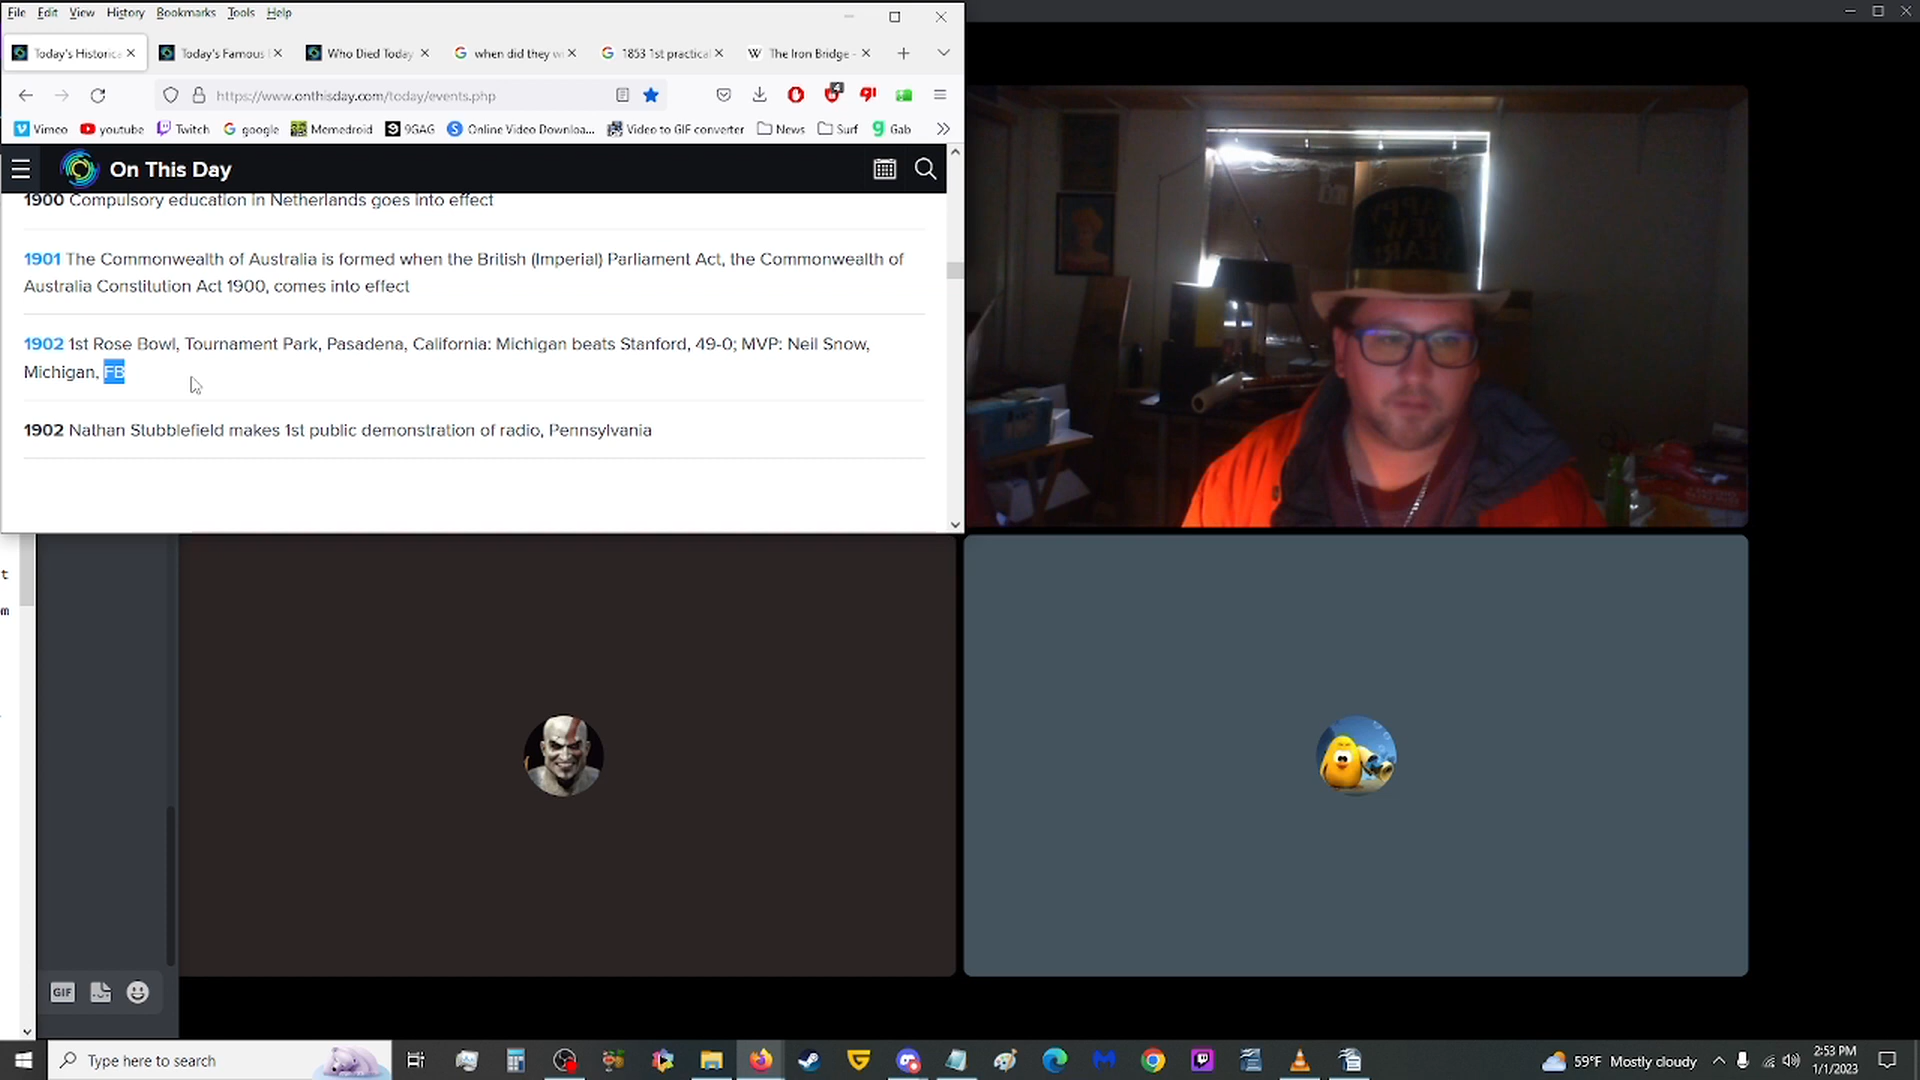 File Edit View History Bookmarks Tools Help
Today's Historica
Today's Famous
Who Died Today
when did they w
1853 1st practical
The Iron Bridge -
https://www.onthisday.com/today/events.php
4
Vimeo youtube Twitch google Memedroid 9GAG Online Video Downloa... Video to GIF converter News Surf Gab
On This Day
1900 Compulsory education in Netherlands goes into effect
1901 The Commonwealth of Australia is formed when the British (Imperial) Parliament Act, the Commonwealth of
Australia Constitution Act 1900, comes into effect
1902 1st Rose Bowl, Tournament Park, Pasadena, California: Michigan beats Stanford, 49-0; MVP: Neil Snow,
Michigan, FB
1902 Nathan Stubblefield makes 1st public demonstration of radio, Pennsylvania
HAPPY
NEW
YEAR!
t
m
GIF
Type here to search
59°F Mostly cloudy
2:53 PM
1/1/2023